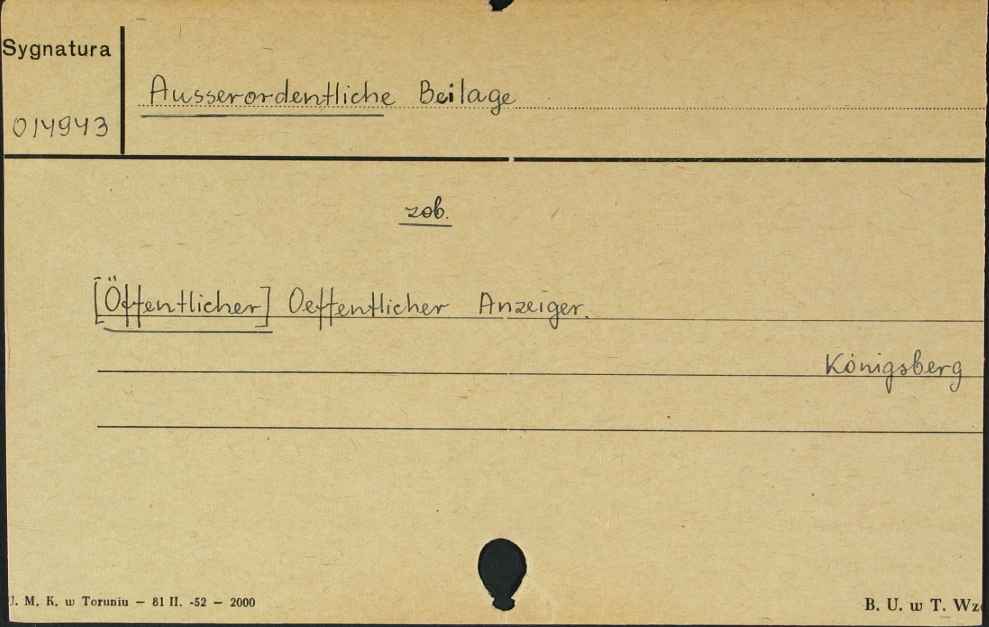 Sygnatura
Ausserordentliche Beilage
014943
zob.
[Öffentlicher] Oeffentlicher Anzeiger.
Königsberg
U. M. K. w Toruniu — 81 II. -52 — 2000
B. U. w T. Wz